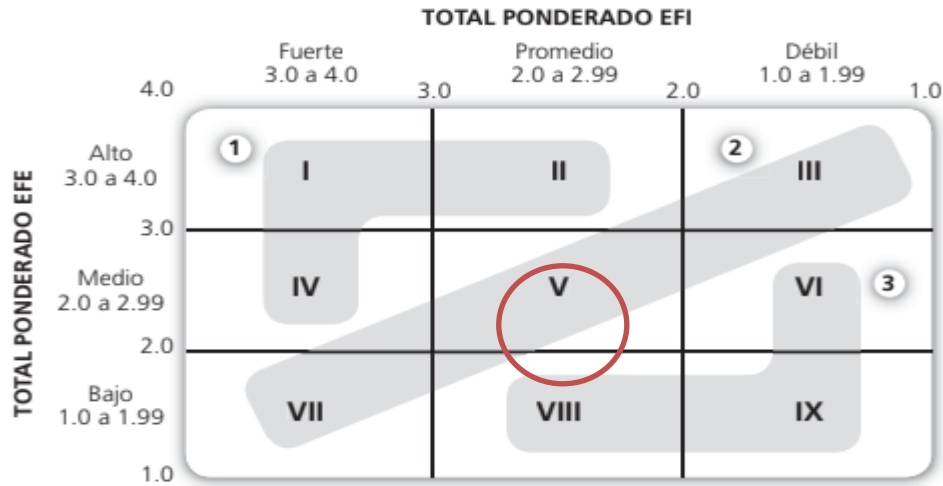 TOTAL PONDERADO EFI
Fuerte Promedio Débil
3.0 a 4.0 2.0 a 2.99 1.0 a 1.99
4.0 3.0 2.0 1.0
TOTAL PONDERADO EFE
1 2
Alto I II III
3.0 a 4.0
3.0
Medio IV V VI 3
2.0 a 2.99
2.0
Bajo VII VIII IX
1.0 a 1.99
1.0